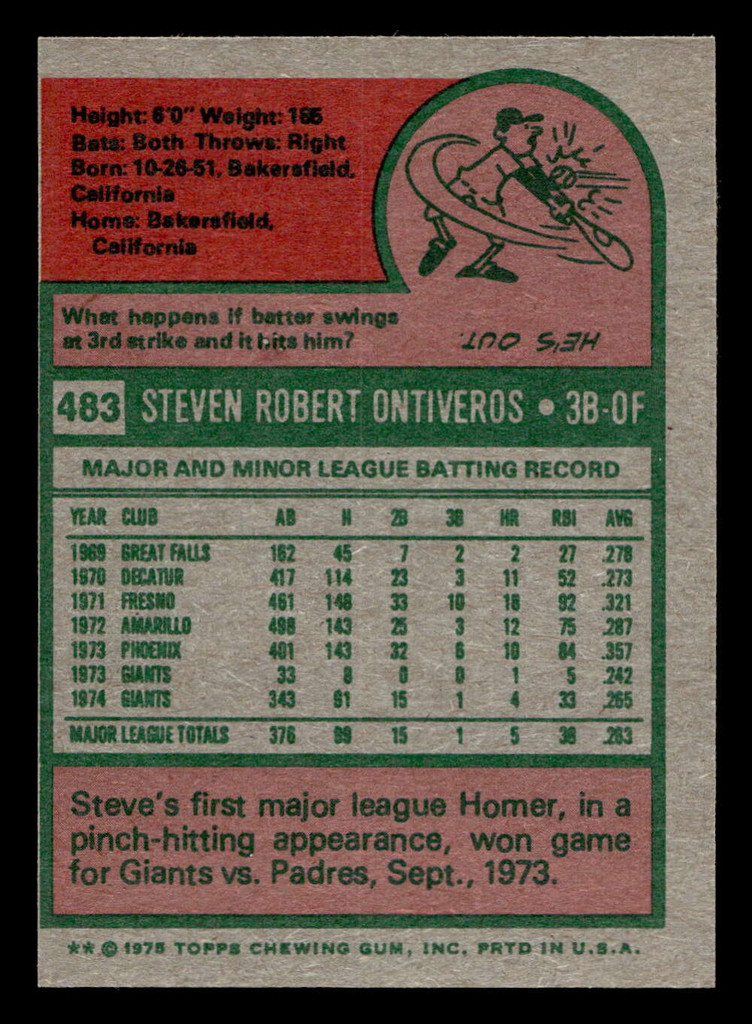 Height: 6'0" Weight: 185
Bats: Both Throws: Right
Born: 10-26-51, Bakersfield,
California
Home: Bakersfield,
California
What happens if batter swings
at 3rd strike and it hits him?
HE'S OUT.
483 STEVEN ROBERT ONTIVEROS • 3B-OF
MAJOR AND MINOR LEAGUE BATTING RECORD
YEAR CLUB AB H 2B 3B HR RBI AVG
1969 GREAT FALLS 162 45 7 2 2 27 .278
1970 DECATUR 417 114 23 3 11 52 .273
1971 FRESNO 461 148 33 10 16 92 .321
1972 AMARILLO 498 143 25 3 12 75 .287
1973 PHOENIX 401 143 32 6 10 84 .357
1973 GIANTS 33 8 0 0 1 5 .242
1974 GIANTS 343 91 15 1 4 33 .265
MAJOR LEAGUE TOTALS 376 99 15 1 5 38 .263
Steve's first major league Homer, in a
pinch-hitting appearance, won game
for Giants vs. Padres, Sept., 1973.
** © 1975 TOPPS CHEWING GUM, INC. PRTD IN U.S.A.